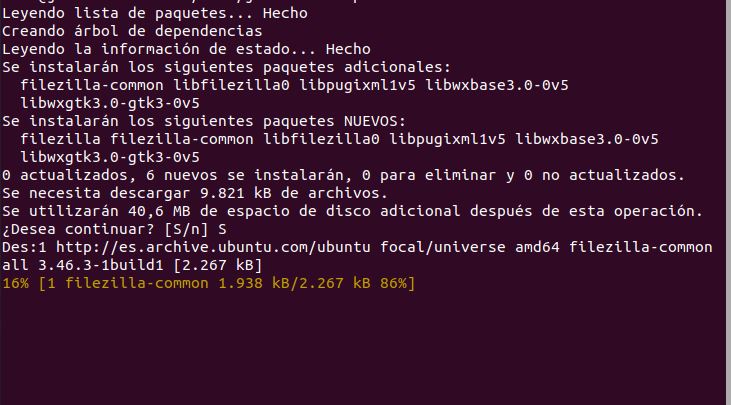 Leyendo lista de paquetes... Hecho
Creando árbol de dependencias
Leyendo la información de estado... Hecho
Se instalarán los siguientes paquetes adicionales:
filezilla-common libfilezilla0 libpugixml1v5 libwxbase3.0-0v5
libwxgtk3.0-gtk3-0v5
Se instalarán los siguientes paquetes NUEVOS:
filezilla filezilla-common libfilezilla0 libpugixml1v5 libwxbase3.0-0v5
libwxgtk3.0-gtk3-0v5
0 actualizados, 6 nuevos se instalarán, 0 para eliminar y 0 no actualizados.
Se necesita descargar 9.821 kB de archivos.
Se utilizarán 40,6 MB de espacio de disco adicional después de esta operación.
¿Desea continuar? [S/n] S
Des:1 http://es.archive.ubuntu.com/ubuntu focal/universe amd64 filezilla-common
all 3.46.3-1build1 [2.267 kB]
16% [1 filezilla-common 1.938 kB/2.267 kB 86%]